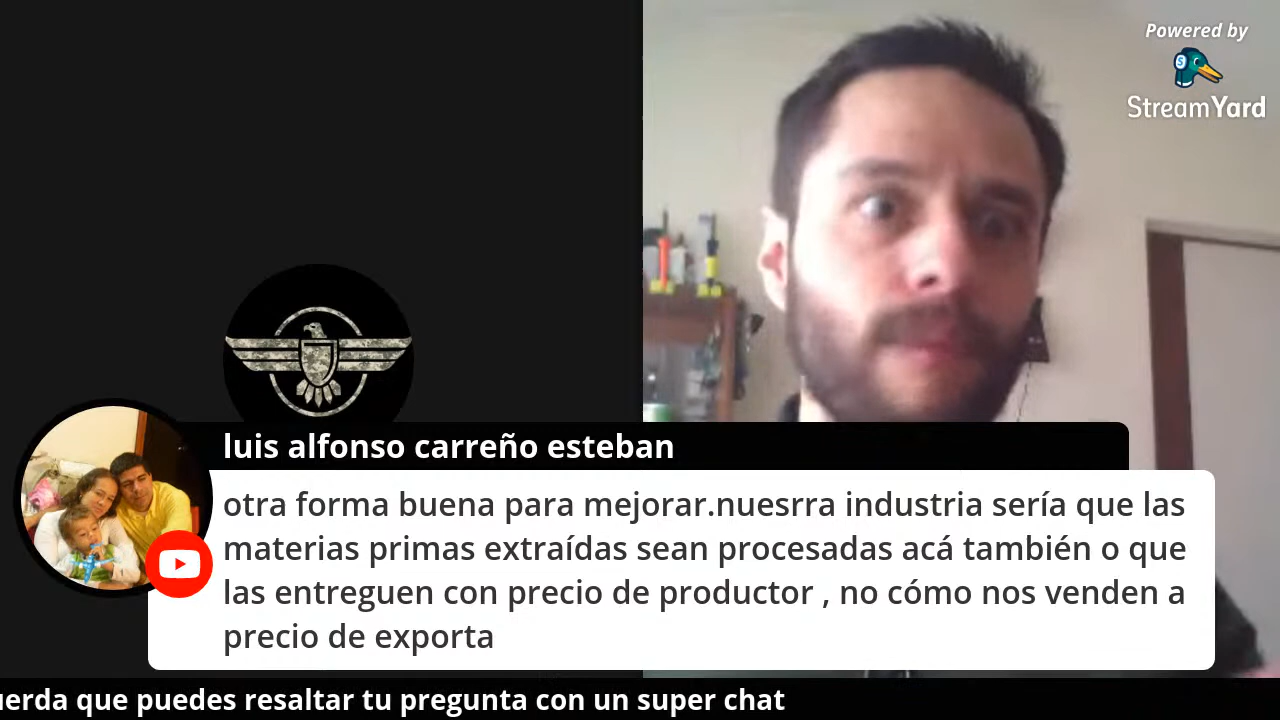 Powered by
StreamYard
luis alfonso carreño esteban
otra forma buena para mejorar.nuesrra industria sería que las
materias primas extraídas sean procesadas acá también o que
las entreguen con precio de productor , no cómo nos venden a
precio de exporta
uerda que puedes resaltar tu pregunta con un super chat